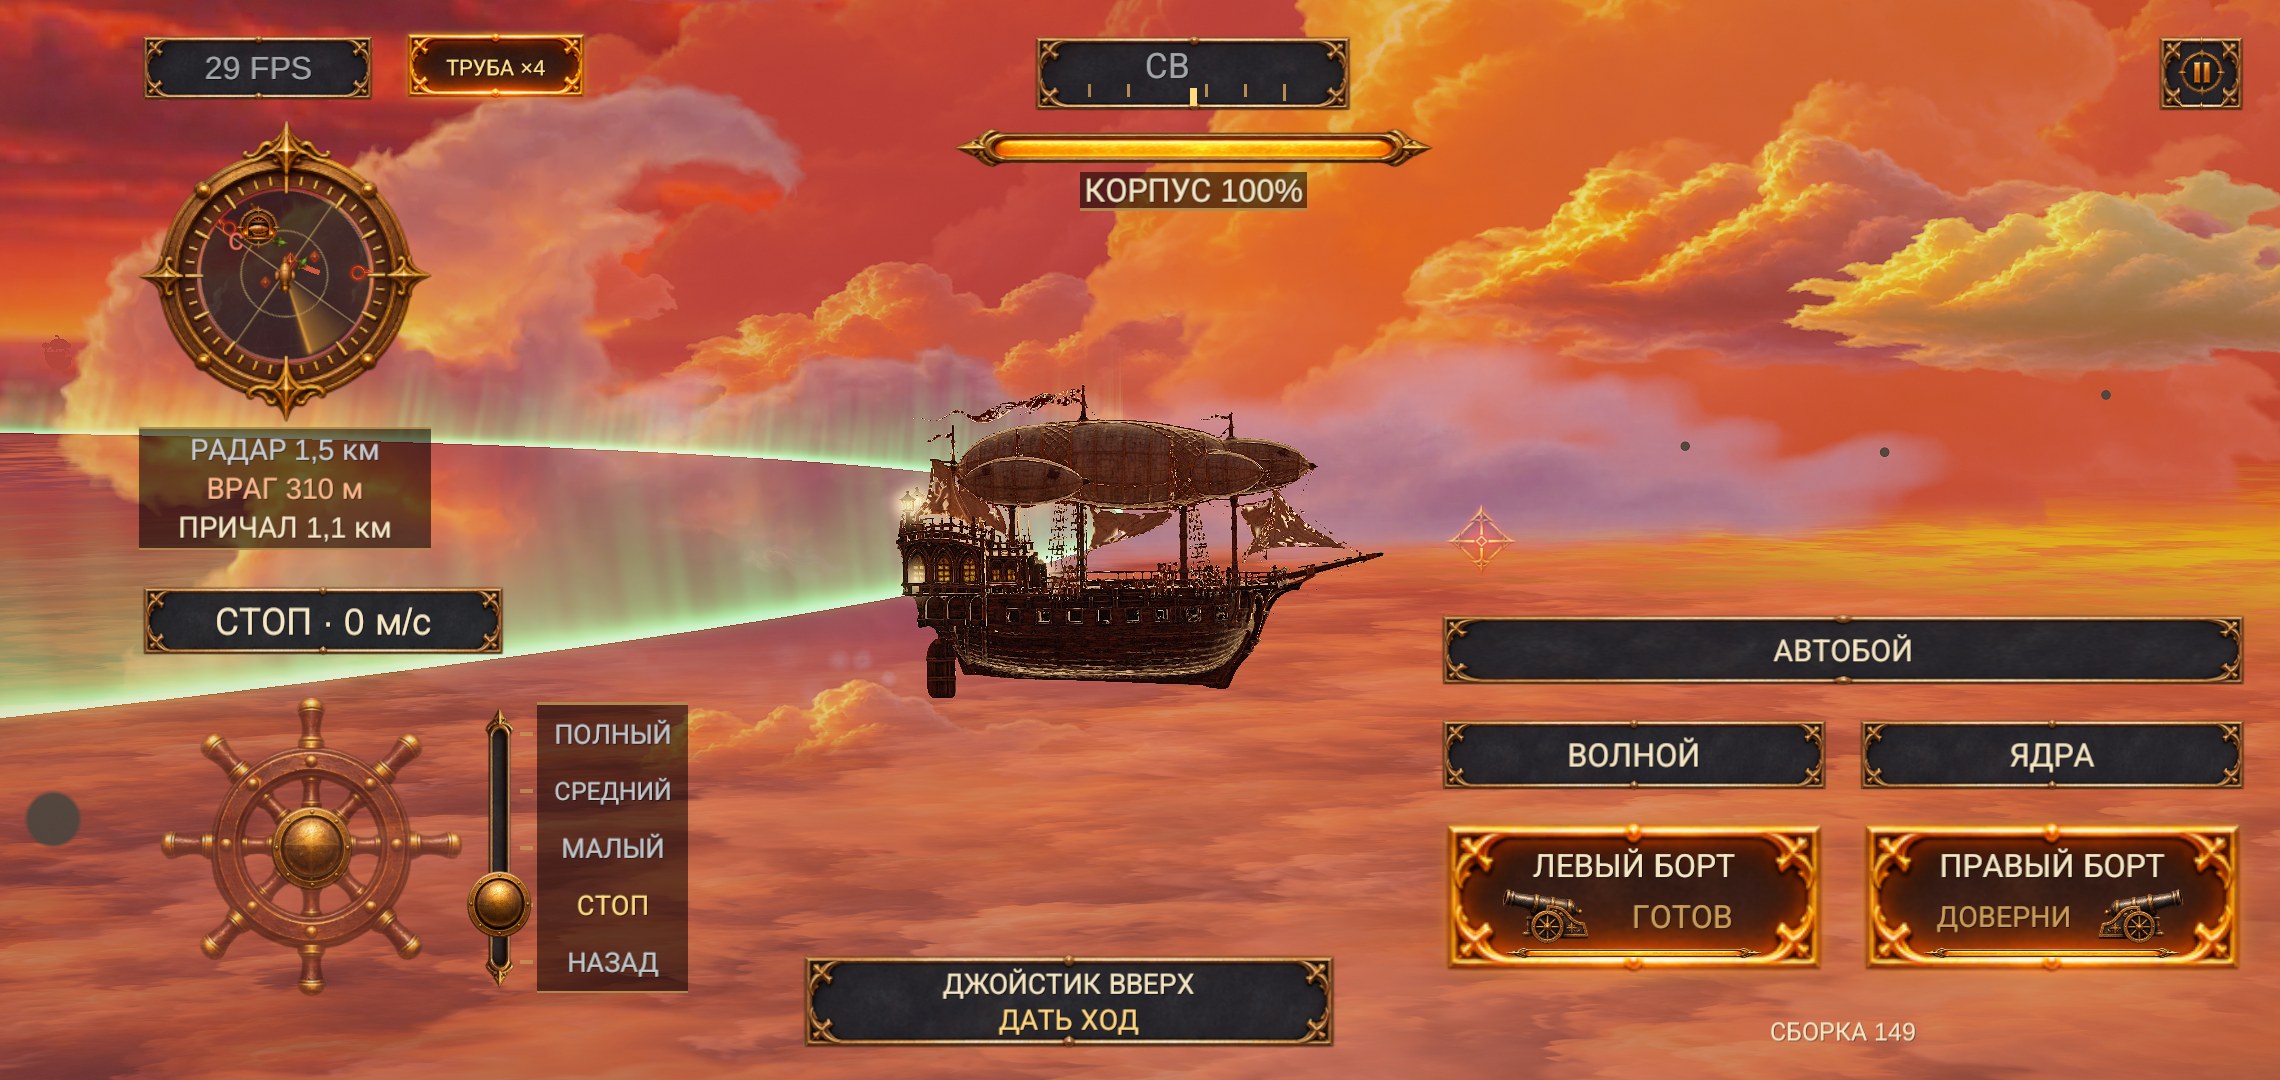 29 FPS
ТРУБА ×4
СВ
КОРПУС 100%
С
РАДАР 1,5 км
ВРАГ 310 м
ПРИЧАЛ 1,1 км
СТОП · 0 м/с
ПОЛНЫЙ
СРЕДНИЙ
МАЛЫЙ
СТОП
НАЗАД
АВТОБОЙ
ВОЛНОЙ
ЯДРА
ЛЕВЫЙ БОРТ
ГОТОВ
ПРАВЫЙ БОРТ
ДОВЕРНИ
ДЖОЙСТИК ВВЕРХ
ДАТЬ ХОД
СБОРКА 149